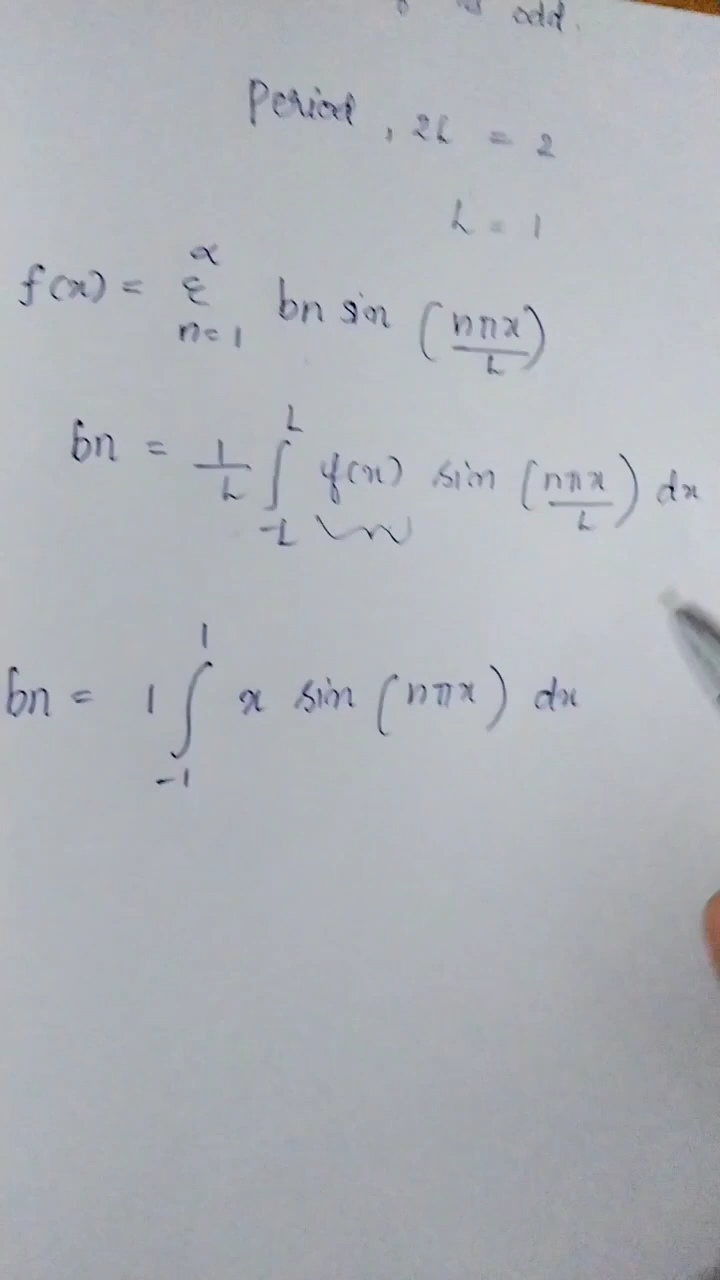 is odd.
Period, 2L = 2
L = 1
f(x) = Σ_{n=1}^{∝} bn sin (nπx/L)
bn = 1/L ∫_{-L}^{L} f(x) sin (nπx/L) dx
bn = 1 ∫_{-1}^{1} x sin (nπx) dx